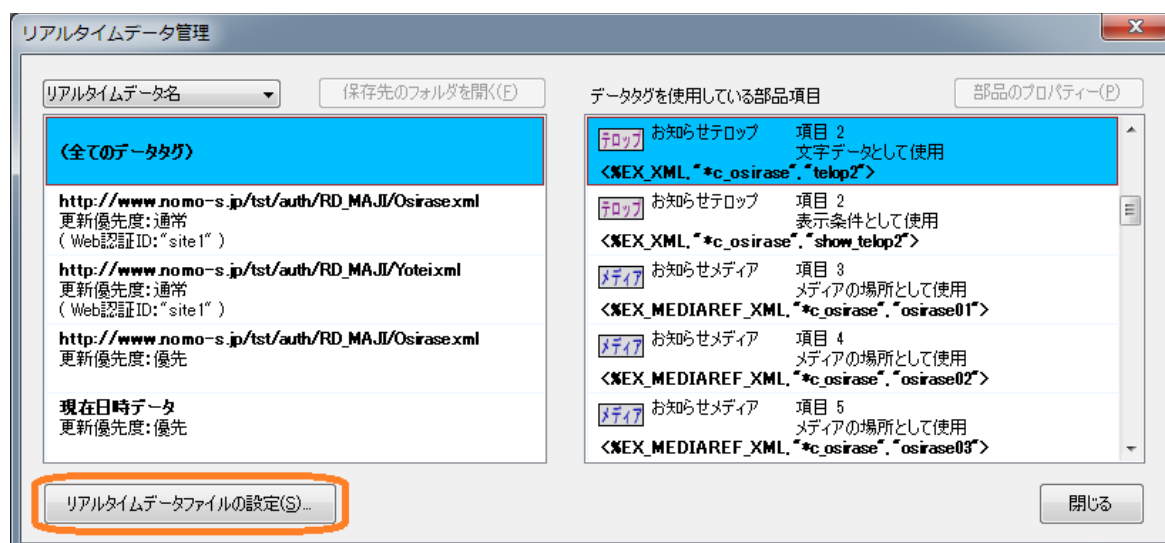 リアルタイムデータ管理
リアルタイムデータ名
保存先のフォルダを開く(F)
データタグを使用している部品項目
部品のプロパティー(P)
(全てのデータタグ)
http://www.nomo-s.jp/tst/auth/RD_MAJI/Osirase.xml
更新優先度:通常
( Web認証ID:"site1" )
http://www.nomo-s.jp/tst/auth/RD_MAJI/Yotei.xml
更新優先度:通常
( Web認証ID:"site1" )
http://www.nomo-s.jp/tst/auth/RD_MAJI/Osirase.xml
更新優先度:優先
現在日時データ
更新優先度:優先
テロップ お知らせテロップ 項目 2
文字データとして使用
<%EX_XML,"*c_osirase","telop2">
テロップ お知らせテロップ 項目 2
表示条件として使用
<%EX_XML,"*c_osirase","show_telop2">
メディア お知らせメディア 項目 3
メディアの場所として使用
<%EX_MEDIAREF_XML,"*c_osirase","osirase01">
メディア お知らせメディア 項目 4
メディアの場所として使用
<%EX_MEDIAREF_XML,"*c_osirase","osirase02">
メディア お知らせメディア 項目 5
メディアの場所として使用
<%EX_MEDIAREF_XML,"*c_osirase","osirase03">
リアルタイムデータファイルの設定(S)...
閉じる